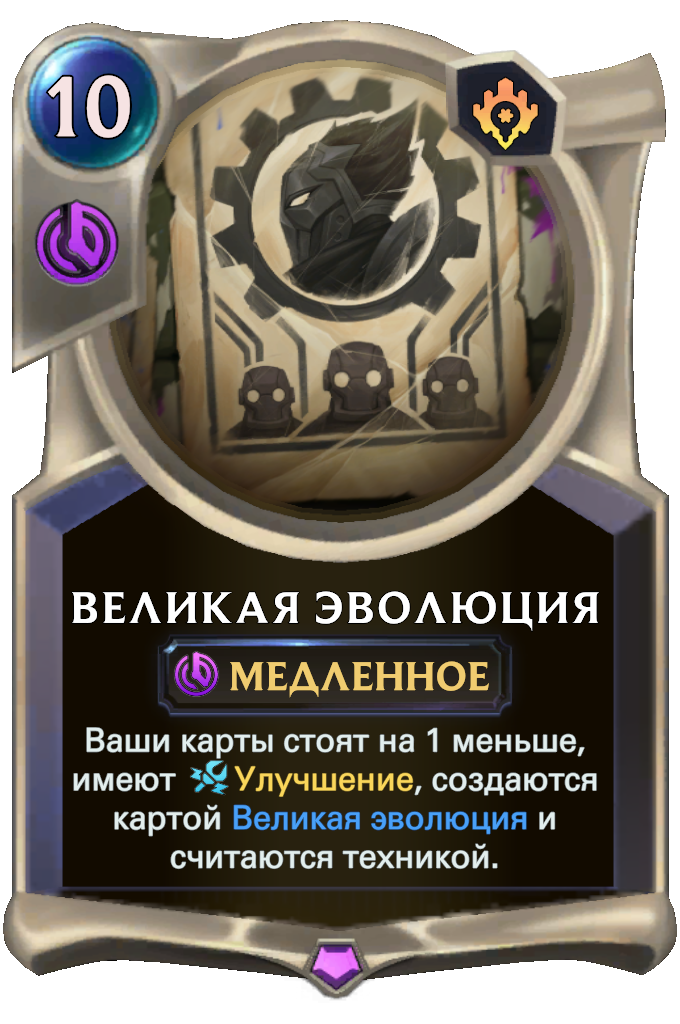 10
ВЕЛИКАЯ ЭВОЛЮЦИЯ
МЕДЛЕННОЕ
Ваши карты стоят на 1 меньше,
имеют Улучшение, создаются
картой Великая эволюция и
считаются техникой.